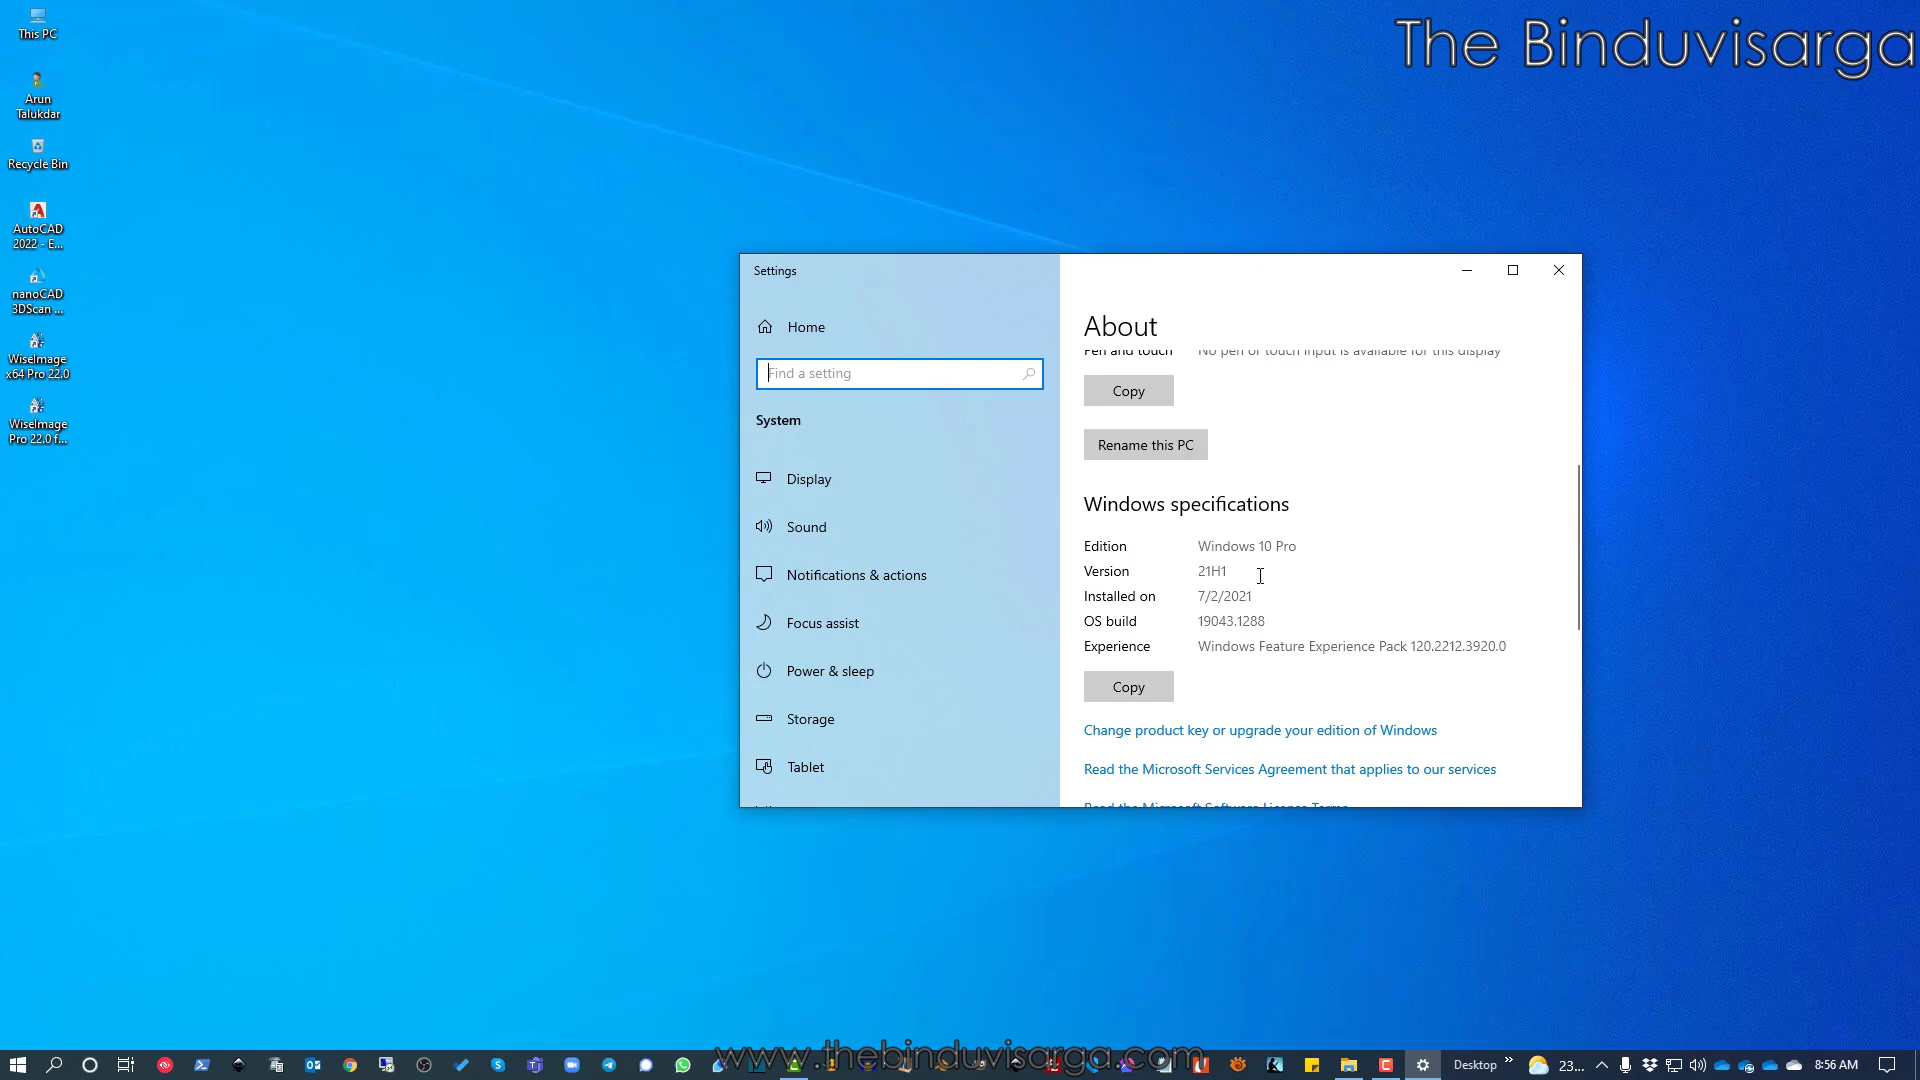 This PC
Arun
Talukdar
Recycle Bin
AutoCAD
2022 - E...
nanoCAD
3DScan ...
WiseImage
x64 Pro 22.0
WiseImage
Pro 22.0 f...
The Binduvisarga
Settings
Home
Find a setting
System
Display
Sound
Notifications & actions
Focus assist
Power & sleep
Storage
Tablet
About
Pen and touch No pen or touch input is available for this display
Copy
Rename this PC
Windows specifications
Edition Windows 10 Pro
Version 21H1
Installed on 7/2/2021
OS build 19043.1288
Experience Windows Feature Experience Pack 120.2212.3920.0
Copy
Change product key or upgrade your edition of Windows
Read the Microsoft Services Agreement that applies to our services
Read the Microsoft Software License Terms
www.thebinduvisarga.com
Desktop
23...
8:56 AM